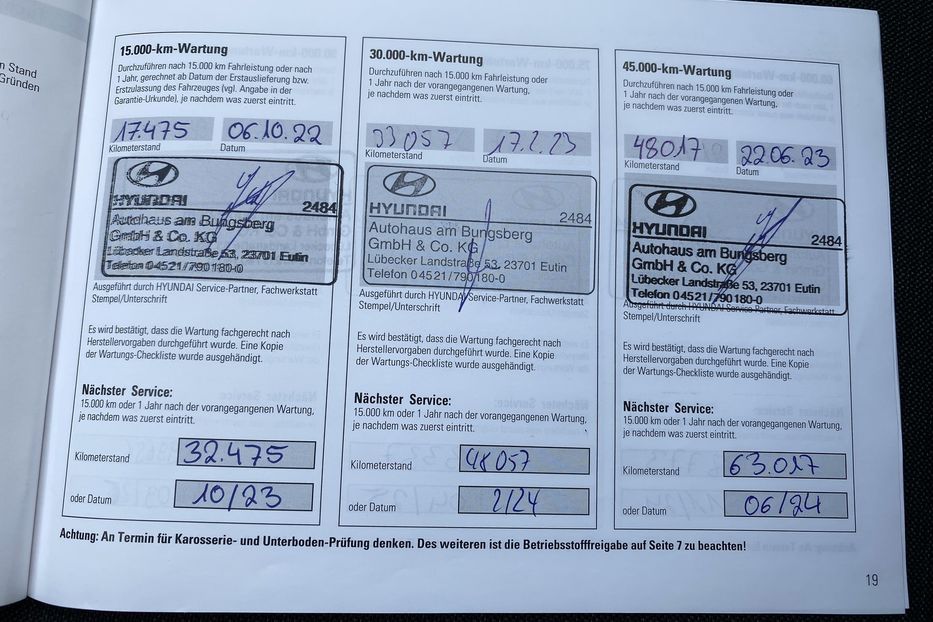 n Stand
Gründen
15.000-km-Wartung
Durchzuführen nach 15.000 km Fahrleistung oder nach
1 Jahr, gerechnet ab Datum der Erstauslieferung bzw.
Erstzulassung des Fahrzeuges (vgl. Angabe in der
Garantie-Urkunde), je nachdem was zuerst eintritt.
17.475 06.10.22
Kilometerstand Datum
HYUNDAI 2484
Autohaus am Bungsberg
GmbH & Co. KG
Lübecker Landstraße 53, 23701 Eutin
Telefon 04521/790180-0
Ausgeführt durch HYUNDAI Service-Partner, Fachwerkstatt
Stempel/Unterschrift
Es wird bestätigt, dass die Wartung fachgerecht nach
Herstellervorgaben durchgeführt wurde. Eine Kopie
der Wartungs-Checkliste wurde ausgehändigt.
Nächster Service:
15.000 km oder 1 Jahr nach der vorangegangenen Wartung,
je nachdem was zuerst eintritt.
Kilometerstand 32.475
oder Datum 10/23
30.000-km-Wartung
Durchzuführen nach 15.000 km Fahrleistung oder
1 Jahr nach der vorangegangenen Wartung,
je nachdem was zuerst eintritt.
33057 17.2.23
Kilometerstand Datum
HYUNDAI 2484
Autohaus am Bungsberg
GmbH & Co. KG
Lübecker Landstraße 53, 23701 Eutin
Telefon 04521/790180-0
Ausgeführt durch HYUNDAI Service-Partner, Fachwerkstatt
Stempel/Unterschrift
Es wird bestätigt, dass die Wartung fachgerecht nach
Herstellervorgaben durchgeführt wurde. Eine Kopie
der Wartungs-Checkliste wurde ausgehändigt.
Nächster Service:
15.000 km oder 1 Jahr nach der vorangegangenen Wartung,
je nachdem was zuerst eintritt.
Kilometerstand 48057
oder Datum 2/24
45.000-km-Wartung
Durchzuführen nach 15.000 km Fahrleistung oder
1 Jahr nach der vorangegangenen Wartung,
je nachdem was zuerst eintritt.
48017 22.06.23
Kilometerstand Datum
HYUNDAI 2484
Autohaus am Bungsberg
GmbH & Co. KG
Lübecker Landstraße 53, 23701 Eutin
Telefon 04521/790180-0
Ausgeführt durch HYUNDAI Service-Partner, Fachwerkstatt
Stempel/Unterschrift
Es wird bestätigt, dass die Wartung fachgerecht nach
Herstellervorgaben durchgeführt wurde. Eine Kopie
der Wartungs-Checkliste wurde ausgehändigt.
Nächster Service:
15.000 km oder 1 Jahr nach der vorangegangenen Wartung,
je nachdem was zuerst eintritt.
Kilometerstand 63.017
oder Datum 06/24
Achtung: An Termin für Karosserie- und Unterboden-Prüfung denken. Des weiteren ist die Betriebsstofffreigabe auf Seite 7 zu beachten!
19